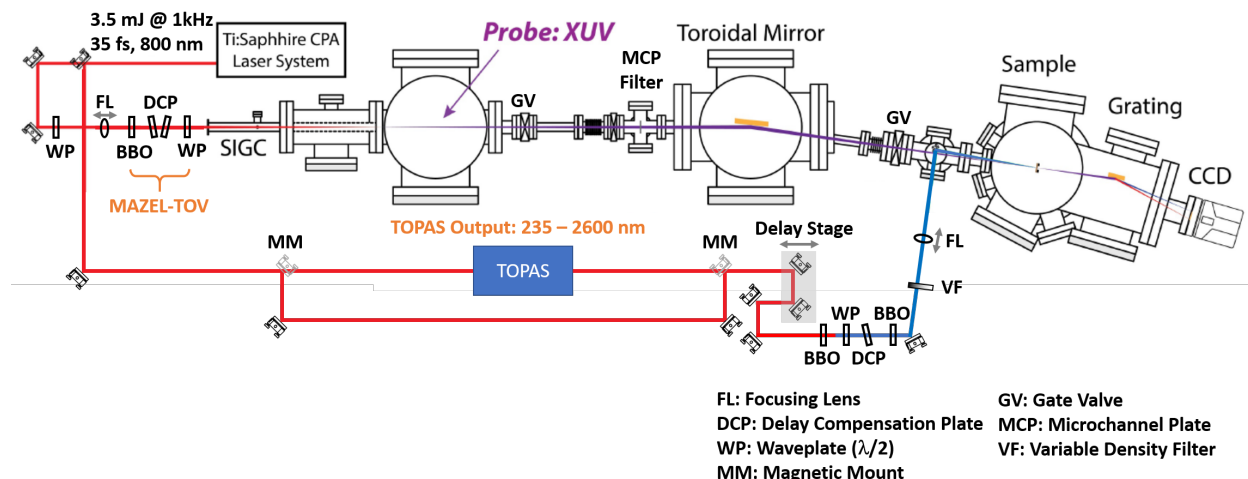 3.5 mJ @ 1kHz
35 fs, 800 nm
Ti:Saphhire CPA
Laser System
Probe: XUV
Toroidal Mirror
MCP
Filter
Sample
Grating
CCD
GV
GV
FL
DCP
WP
BBO
WP
SIGC
MAZEL-TOV
TOPAS Output: 235 – 2600 nm
MM
TOPAS
MM
Delay Stage
FL
VF
WP
BBO
BBO
DCP
FL: Focusing Lens
DCP: Delay Compensation Plate
WP: Waveplate (λ/2)
MM: Magnetic Mount
GV: Gate Valve
MCP: Microchannel Plate
VF: Variable Density Filter